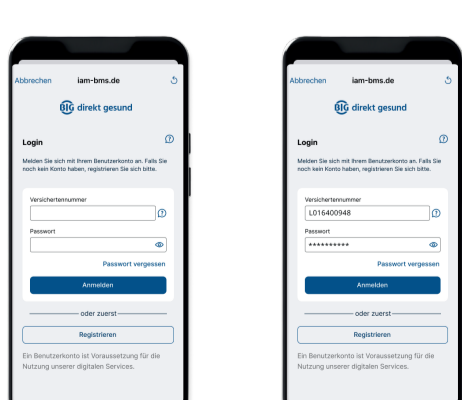 Abbrechen iam-bms.de
BIG direkt gesund
Login
Melden Sie sich mit Ihrem Benutzerkonto an. Falls Sie
noch kein Konto haben, registrieren Sie sich bitte.
Versichertennummer
Passwort
Passwort vergessen
Anmelden
oder zuerst
Registrieren
Ein Benutzerkonto ist Voraussetzung für die
Nutzung unserer digitalen Services.
Abbrechen iam-bms.de
BIG direkt gesund
Login
Melden Sie sich mit Ihrem Benutzerkonto an. Falls Sie
noch kein Konto haben, registrieren Sie sich bitte.
Versichertennummer
L016400948
Passwort
**********
Passwort vergessen
Anmelden
oder zuerst
Registrieren
Ein Benutzerkonto ist Voraussetzung für die
Nutzung unserer digitalen Services.